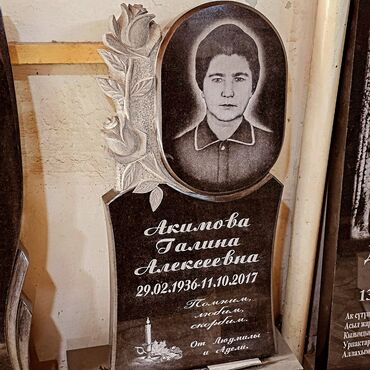 Акимова
Галина
Алексеевна
29.02.1936-11.10.2017
Помним,
любим,
скорбим.
От Людмилы
и Адели.